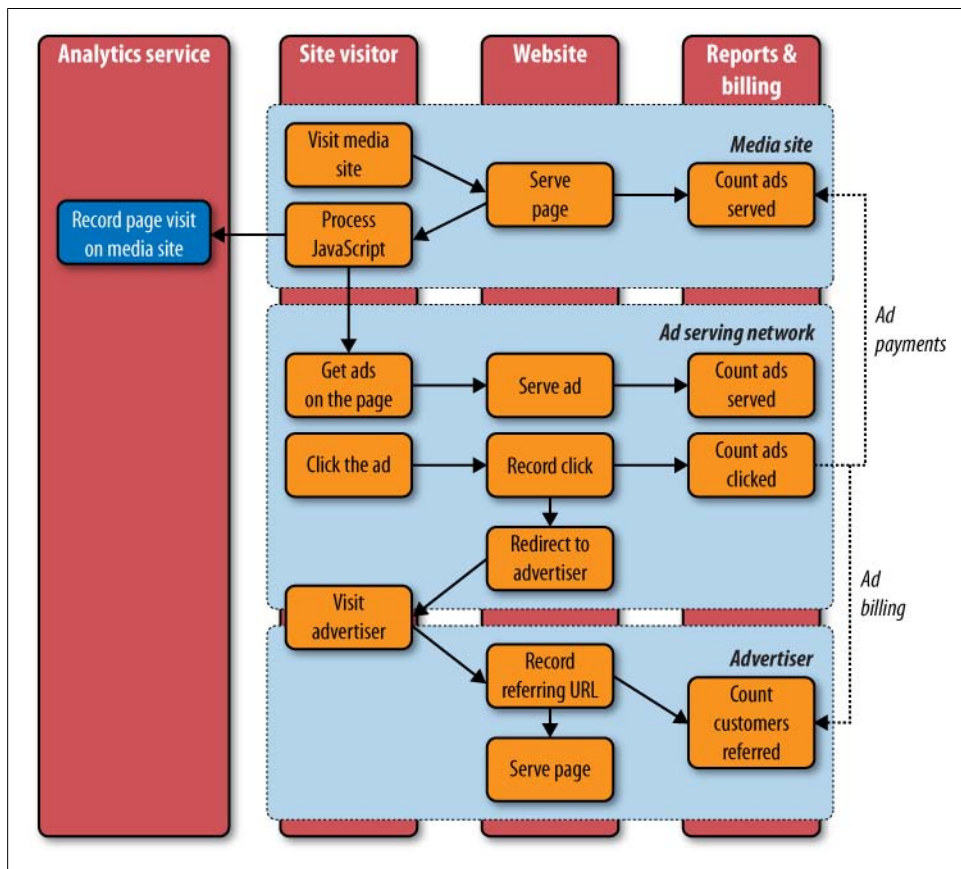 Analytics service
Site visitor
Website
Reports &
billing
Media site
Visit media
site
Serve
page
Count ads
served
Record page visit
on media site
Process
JavaScript
Ad
payments
Ad serving network
Get ads
on the page
Serve ad
Count ads
served
Click the ad
Record click
Count ads
clicked
Redirect to
advertiser
Ad
billing
Visit
advertiser
Advertiser
Record
referring URL
Count
customers
referred
Serve page